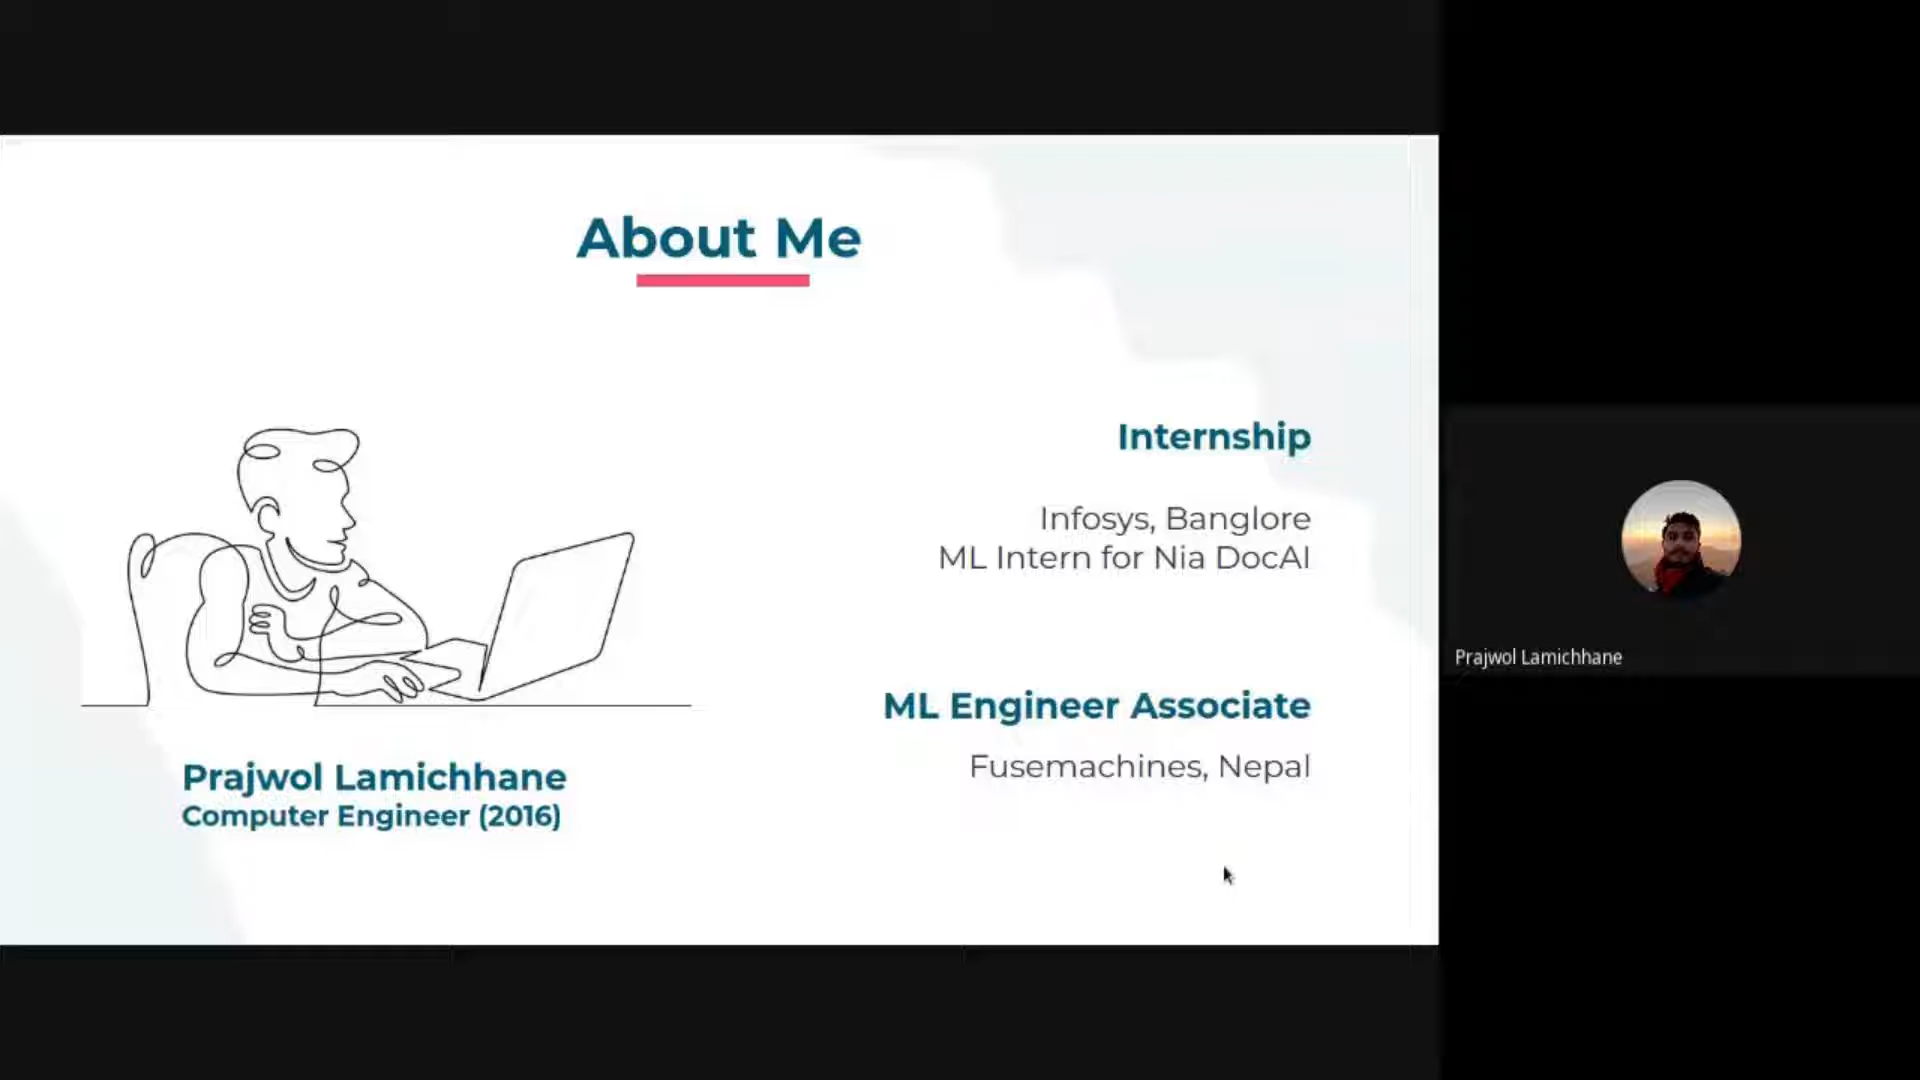 About Me
Internship
Infosys, Banglore
ML Intern for Nia DocAI
ML Engineer Associate
Fusemachines, Nepal
Prajwol Lamichhane
Computer Engineer (2016)
Prajwol Lamichhane